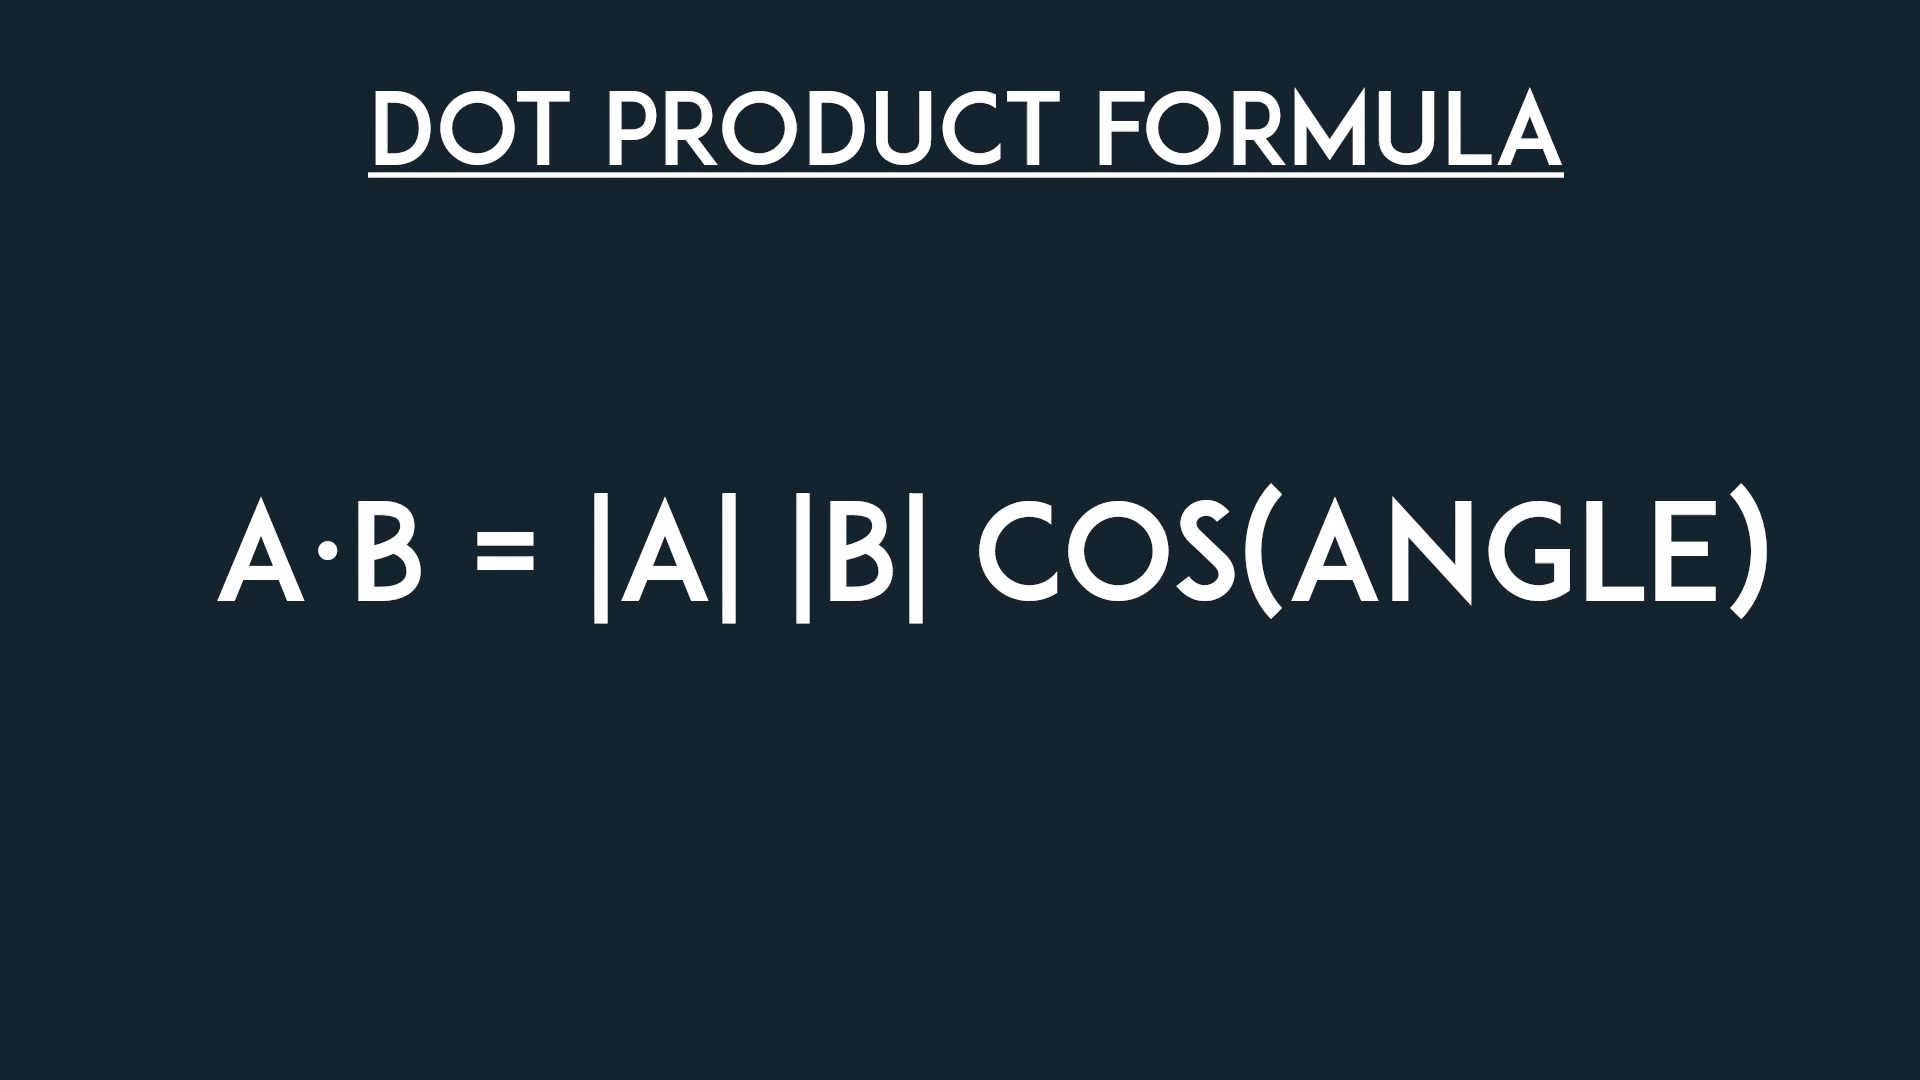 DOT PRODUCT FORMULA
A·B = |A| |B| COS(ANGLE)